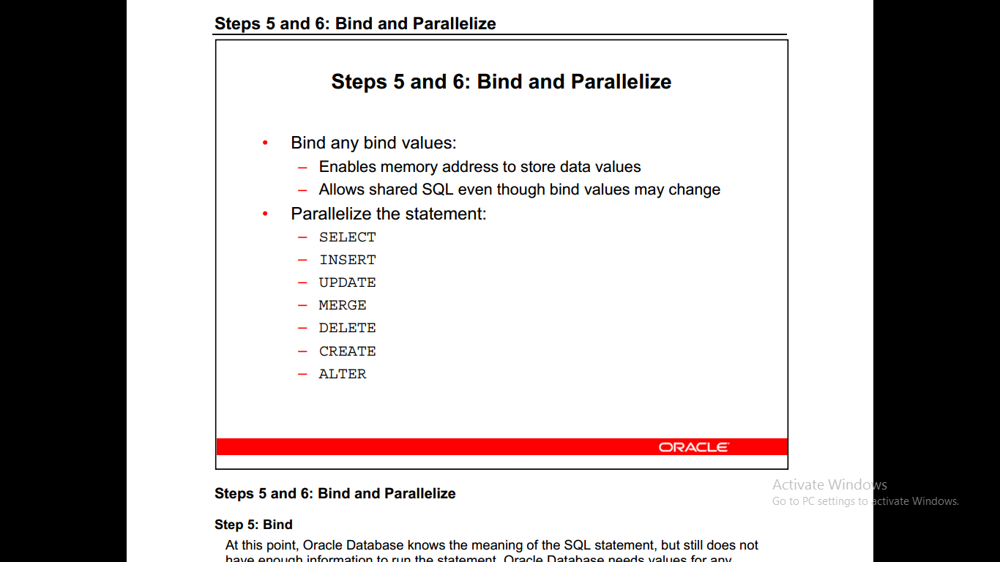 Steps 5 and 6: Bind and Parallelize
Steps 5 and 6: Bind and Parallelize
• Bind any bind values:
– Enables memory address to store data values
– Allows shared SQL even though bind values may change
• Parallelize the statement:
– SELECT
– INSERT
– UPDATE
– MERGE
– DELETE
– CREATE
– ALTER
ORACLE
Steps 5 and 6: Bind and Parallelize
Step 5: Bind
At this point, Oracle Database knows the meaning of the SQL statement, but still does not
have enough information to run the statement. Oracle Database needs values for any
Activate Windows
Go to PC settings to activate Windows.